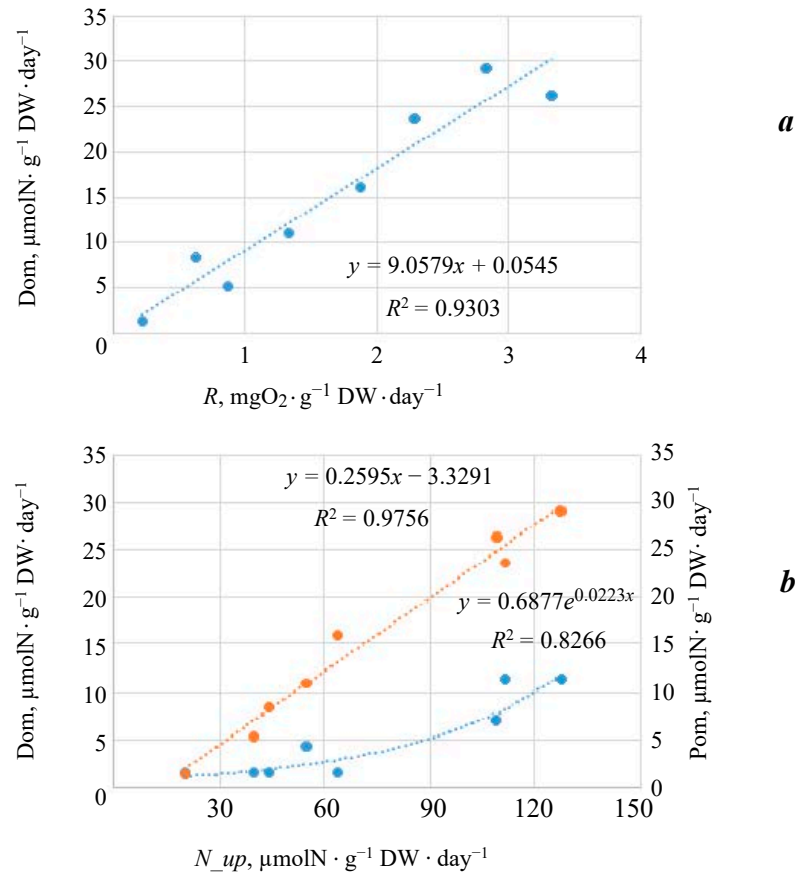 35
30
25
20
15
10
5
0
Dom, μmolN· g⁻¹ DW·day⁻¹
y = 9.0579x + 0.0545
R² = 0.9303
1 2 3 4
R, mgO₂· g⁻¹ DW·day⁻¹
a
35
30
25
20
15
10
5
0
Dom, μmolN· g⁻¹ DW·day⁻¹
y = 0.2595x − 3.3291
R² = 0.9756
y = 0.6877e^0.0223x
R² = 0.8266
35
30
25
20
15
10
5
0
Pom, μmolN· g⁻¹ DW·day⁻¹
30 60 90 120 150
N_up, μmolN · g⁻¹ DW · day⁻¹
b